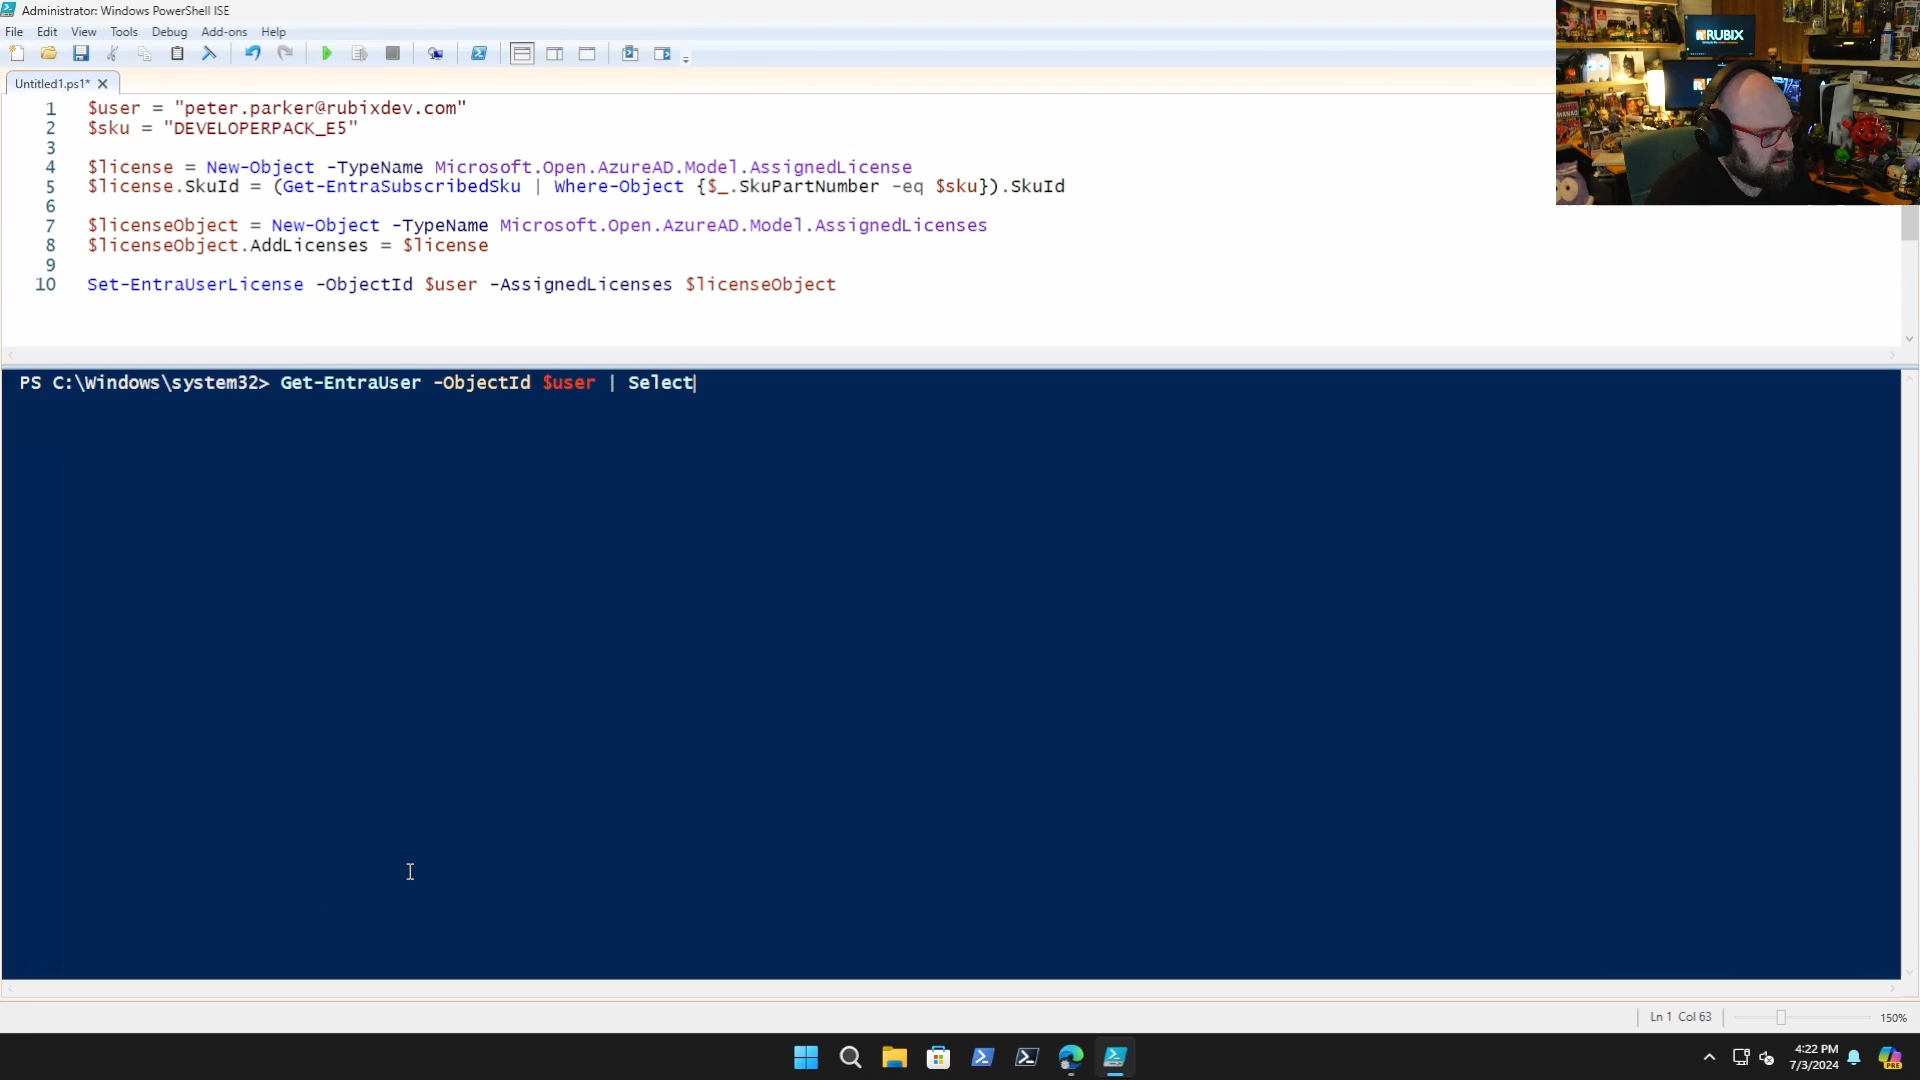 Administrator: Windows PowerShell ISE
File Edit View Tools Debug Add-ons Help
Untitled1.ps1*
1 $user = "peter.parker@rubixdev.com"
2 $sku = "DEVELOPERPACK_E5"
3
4 $license = New-Object -TypeName Microsoft.Open.AzureAD.Model.AssignedLicense
5 $license.SkuId = (Get-EntraSubscribedSku | Where-Object {$_.SkuPartNumber -eq $sku}).SkuId
6
7 $licenseObject = New-Object -TypeName Microsoft.Open.AzureAD.Model.AssignedLicenses
8 $licenseObject.AddLicenses = $license
9
10 Set-EntraUserLicense -ObjectId $user -AssignedLicenses $licenseObject
PS C:\Windows\system32> Get-EntraUser -ObjectId $user | Select
RUBIX
Ln 1 Col 63
150%
4:22 PM
7/3/2024
PRE